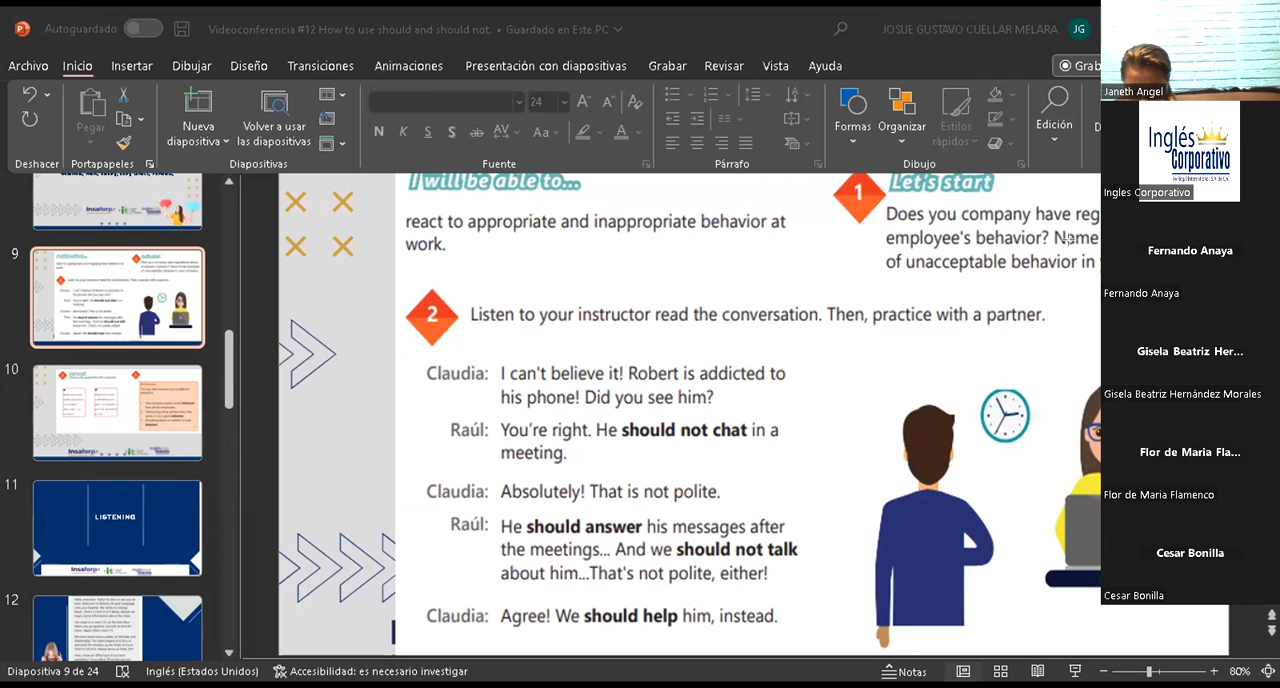 Autoguardado
Videoconferencia #12 How to use should and should not. • Guardado en este PC
JOSUE GUSTAVO CUELLAR MELARA
JG
Archivo
Inicio
Insertar
Dibujar
Diseño
Transiciones
Animaciones
Grabar
Revisar
Vista
Ayuda
Grab
Pegar
Nueva
diapositiva
Volver a usar
las diapositivas
24
N K S S ab AV Aa A
Formas
Organizar
Estilos
rápidos
Edición
Deshacer
Portapapeles
Diapositivas
Fuente
Párrafo
Dibujo
9
10
11
LISTENING
12
I will be able to...
react to appropriate and inappropriate behavior at
work.
1
Let's start
Does you company have reg
employee's behavior? Name
of unacceptable behavior in
2
Listen to your instructor read the conversation. Then, practice with a partner.
Claudia: I can't believe it! Robert is addicted to
his phone! Did you see him?
Raúl: You're right. He should not chat in a
meeting.
Claudia: Absolutely! That is not polite.
Raúl: He should answer his messages after
the meetings... And we should not talk
about him...That's not polite, either!
Claudia: Agree! We should help him, instead.
Janeth Angel
Inglés
Corporativo
Ingles Corporativo
Fernando Anaya
Fernando Anaya
Gisela Beatriz Her...
Gisela Beatriz Hernández Morales
Flor de Maria Fla...
Flor de Maria Flamenco
Cesar Bonilla
Cesar Bonilla
Diapositiva 9 de 24
Inglés (Estados Unidos)
Accesibilidad: es necesario investigar
Notas
80%